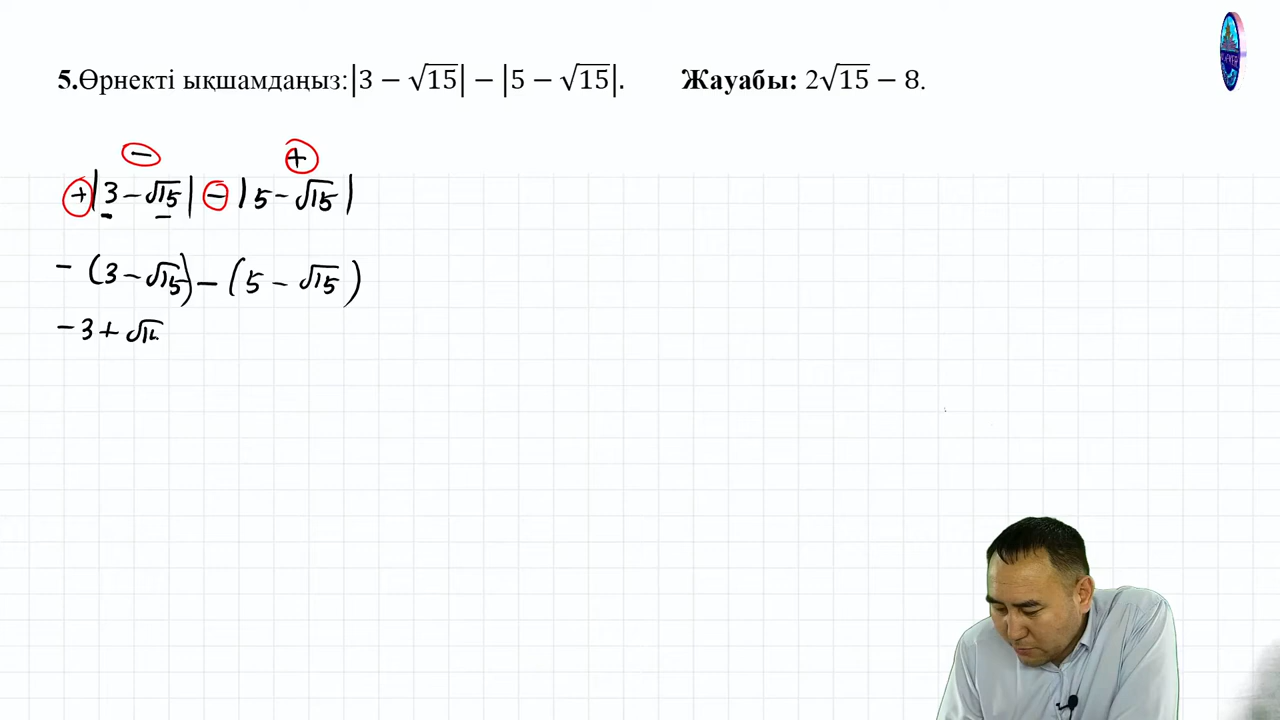 5.Өрнекті ықшамдаңыз:|3 − √15| − |5 − √15|. Жауабы: 2√15 − 8.
− +
+|3 − √15| − |5 − √15|
− (3 − √15) − (5 − √15)
− 3 + √1